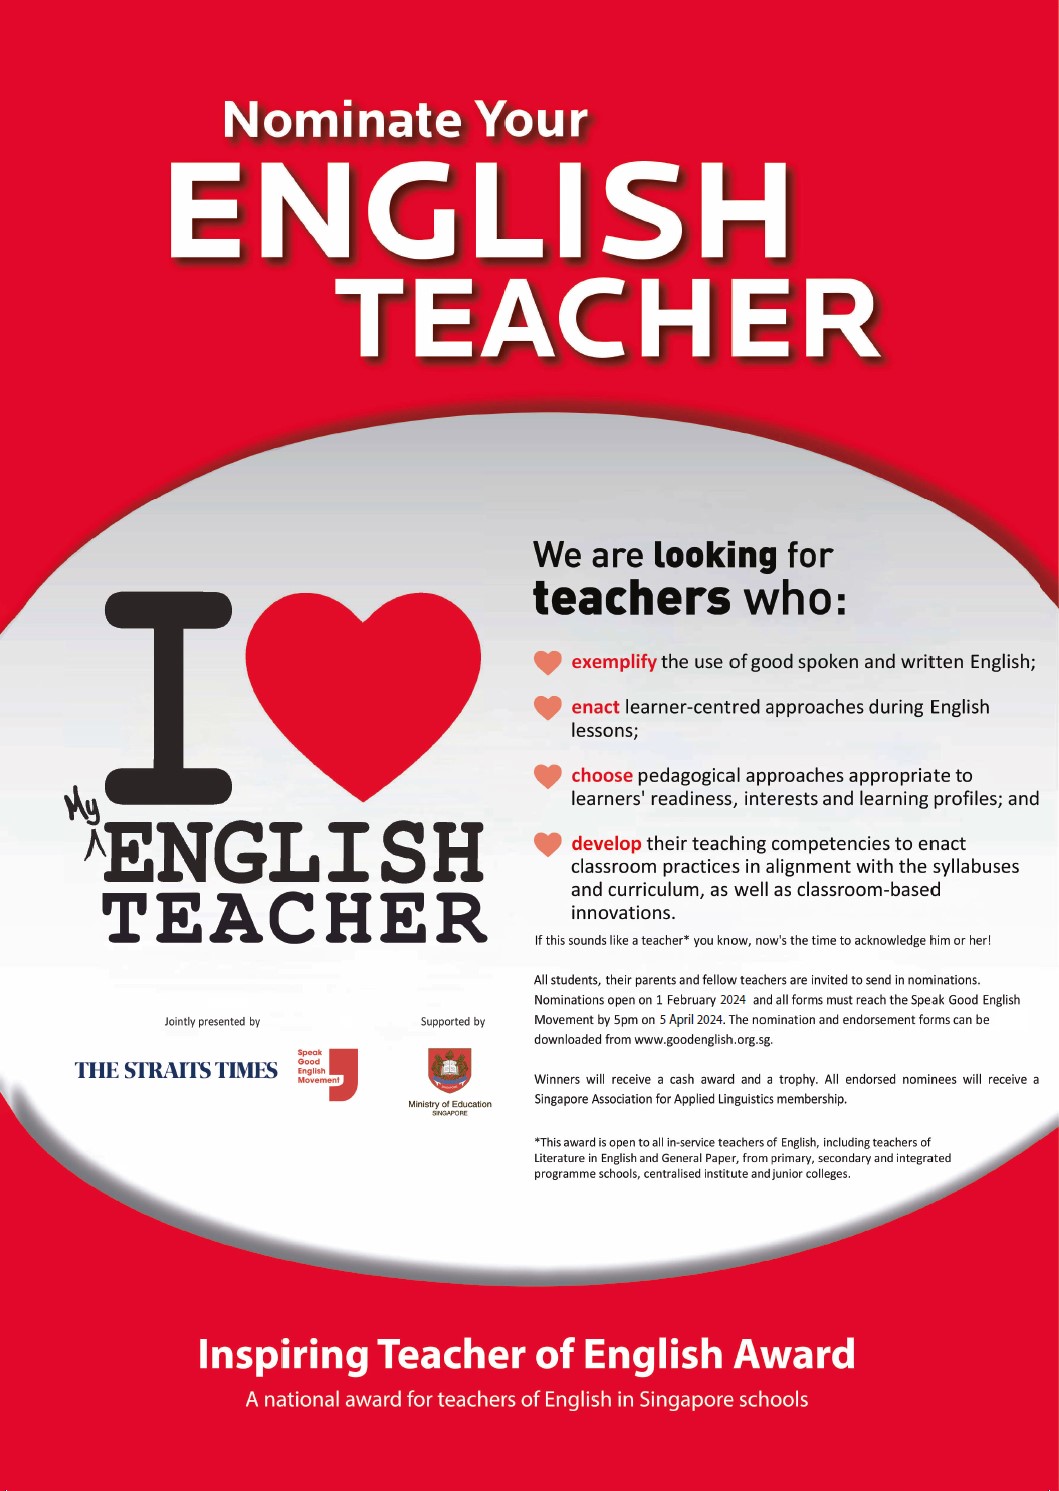 Nominate Your
ENGLISH
TEACHER
I
My
ENGLISH
TEACHER
Jointly presented by
THE STRAITS TIMES
Speak
Good
English
Movement
Supported by
Ministry of Education
SINGAPORE
We are looking for
teachers who:
exemplify the use of good spoken and written English;
enact learner-centred approaches during English
lessons;
choose pedagogical approaches appropriate to
learners' readiness, interests and learning profiles; and
develop their teaching competencies to enact
classroom practices in alignment with the syllabuses
and curriculum, as well as classroom-based
innovations.
If this sounds like a teacher* you know, now's the time to acknowledge him or her!
All students, their parents and fellow teachers are invited to send in nominations.
Nominations open on 1 February 2024 and all forms must reach the Speak Good English
Movement by 5pm on 5 April 2024. The nomination and endorsement forms can be
downloaded from www.goodenglish.org.sg.
Winners will receive a cash award and a trophy. All endorsed nominees will receive a
Singapore Association for Applied Linguistics membership.
*This award is open to all in-service teachers of English, including teachers of
Literature in English and General Paper, from primary, secondary and integrated
programme schools, centralised institute and junior colleges.
Inspiring Teacher of English Award
A national award for teachers of English in Singapore schools